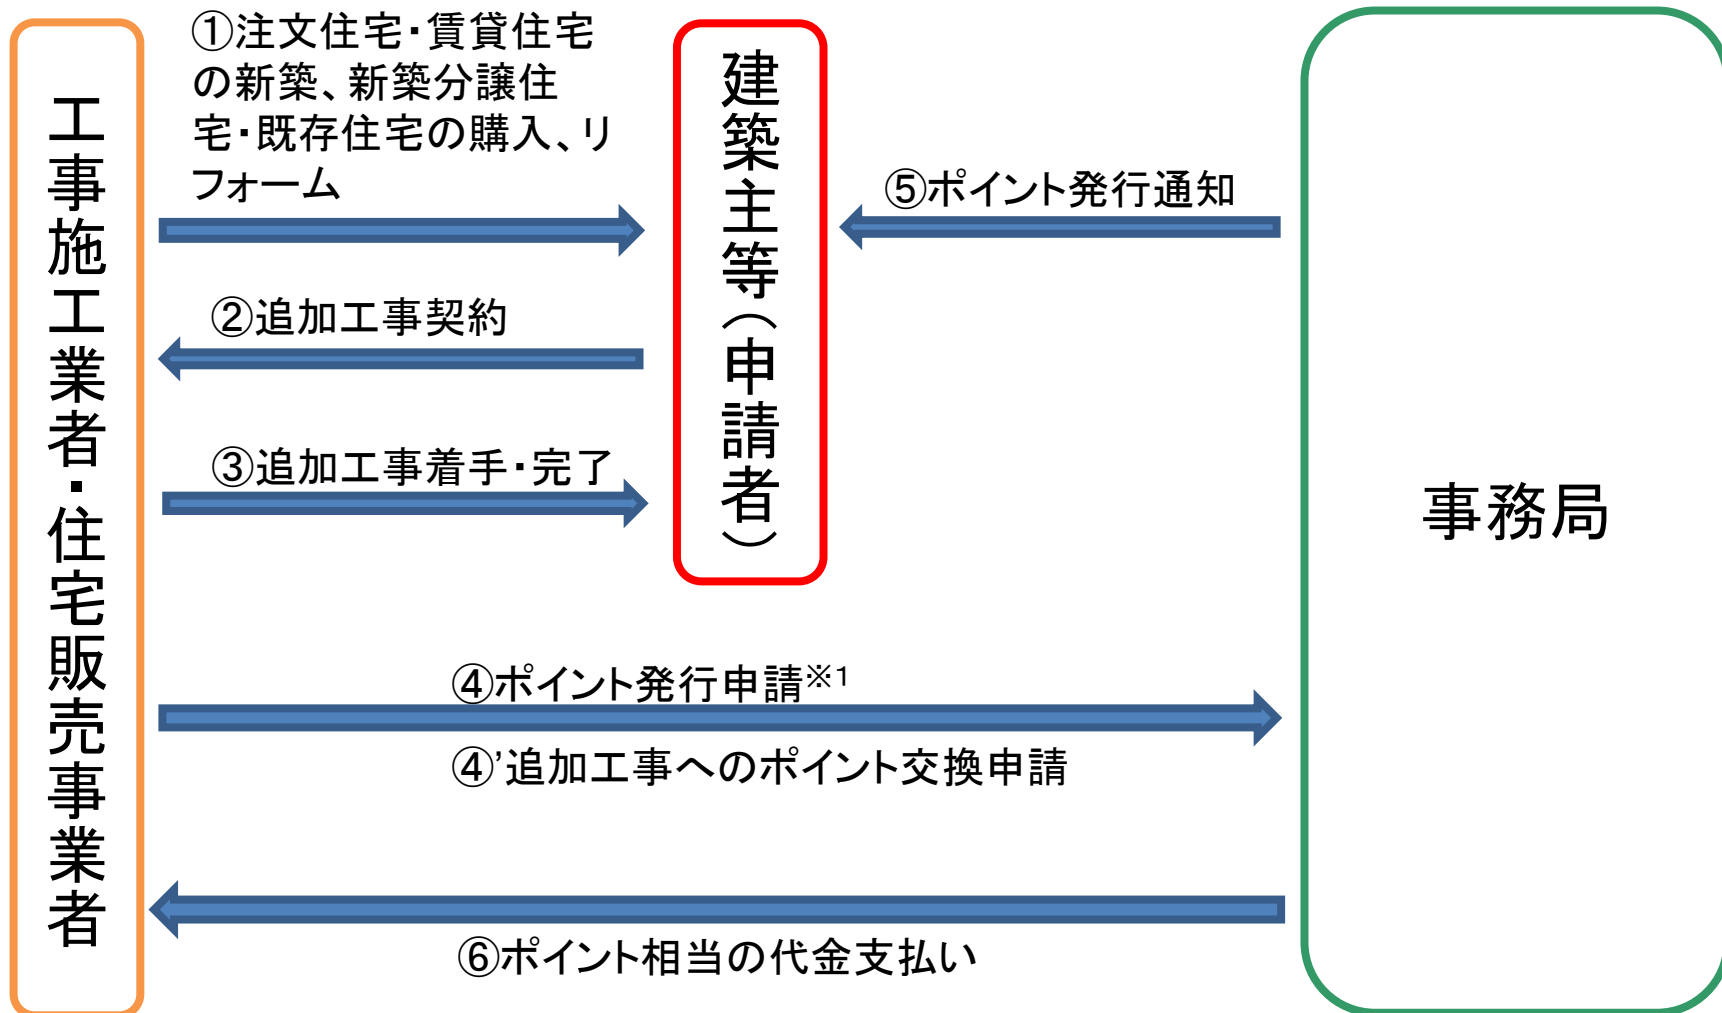 工事施工業者・住宅販売事業者
①注文住宅・賃貸住宅
の新築、新築分譲住
宅・既存住宅の購入、リ
フォーム
②追加工事契約
③追加工事着手・完了
建築主等（申請者）
⑤ポイント発行通知
④ポイント発行申請※1
④'追加工事へのポイント交換申請
⑥ポイント相当の代金支払い
事務局